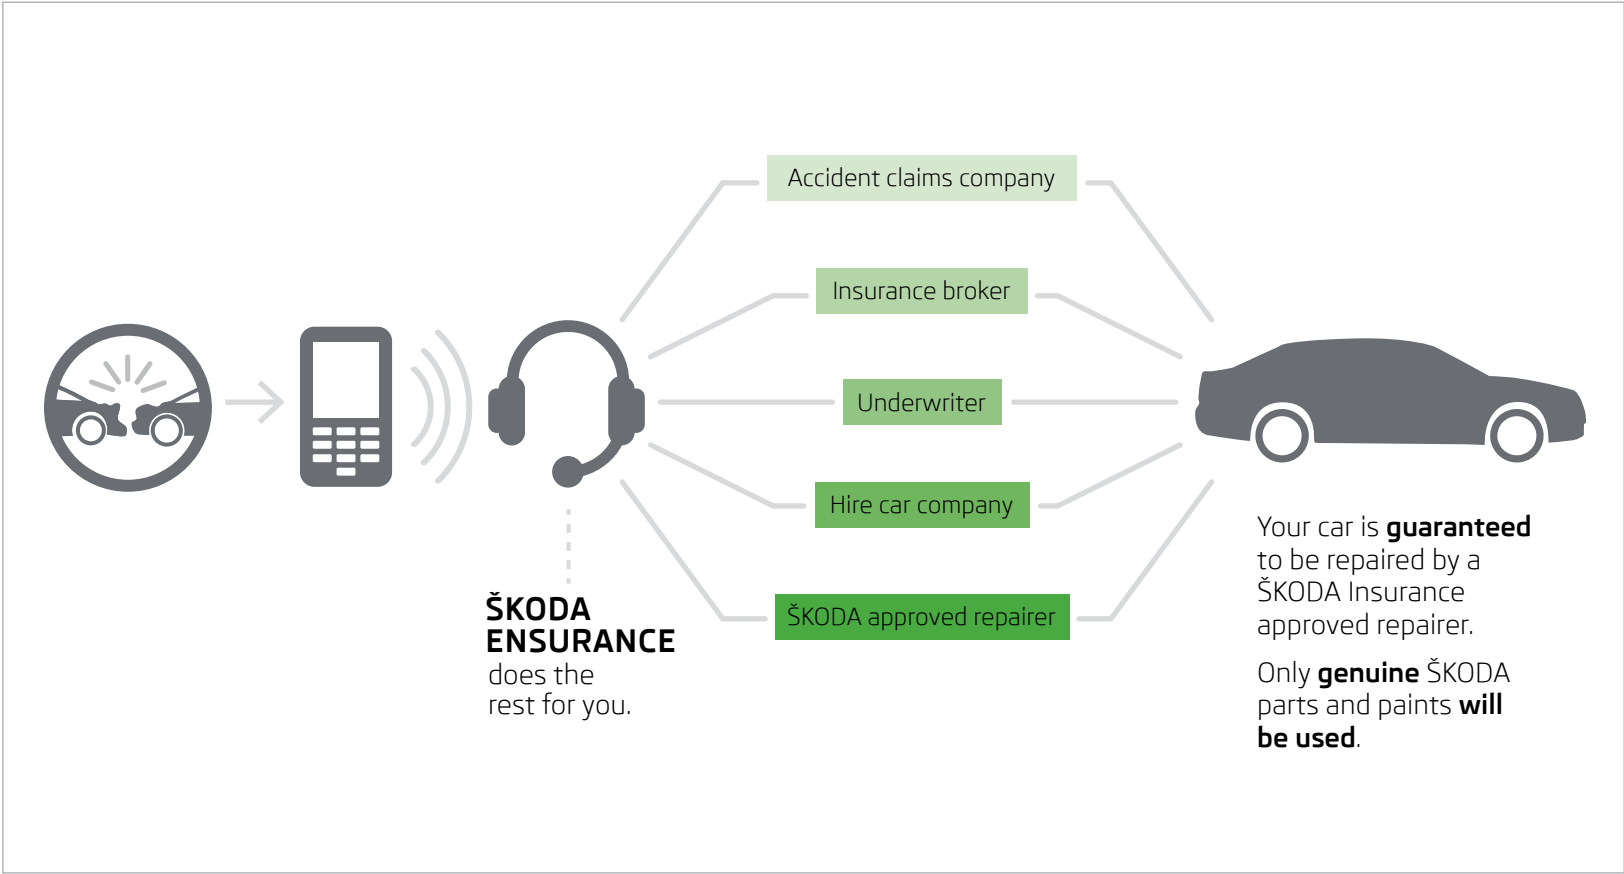 Accident claims company
Insurance broker
Underwriter
Hire car company
ŠKODA approved repairer
ŠKODA
ENSURANCE
does the
rest for you.
Your car is guaranteed
to be repaired by a
ŠKODA Insurance
approved repairer.
Only genuine ŠKODA
parts and paints will
be used.